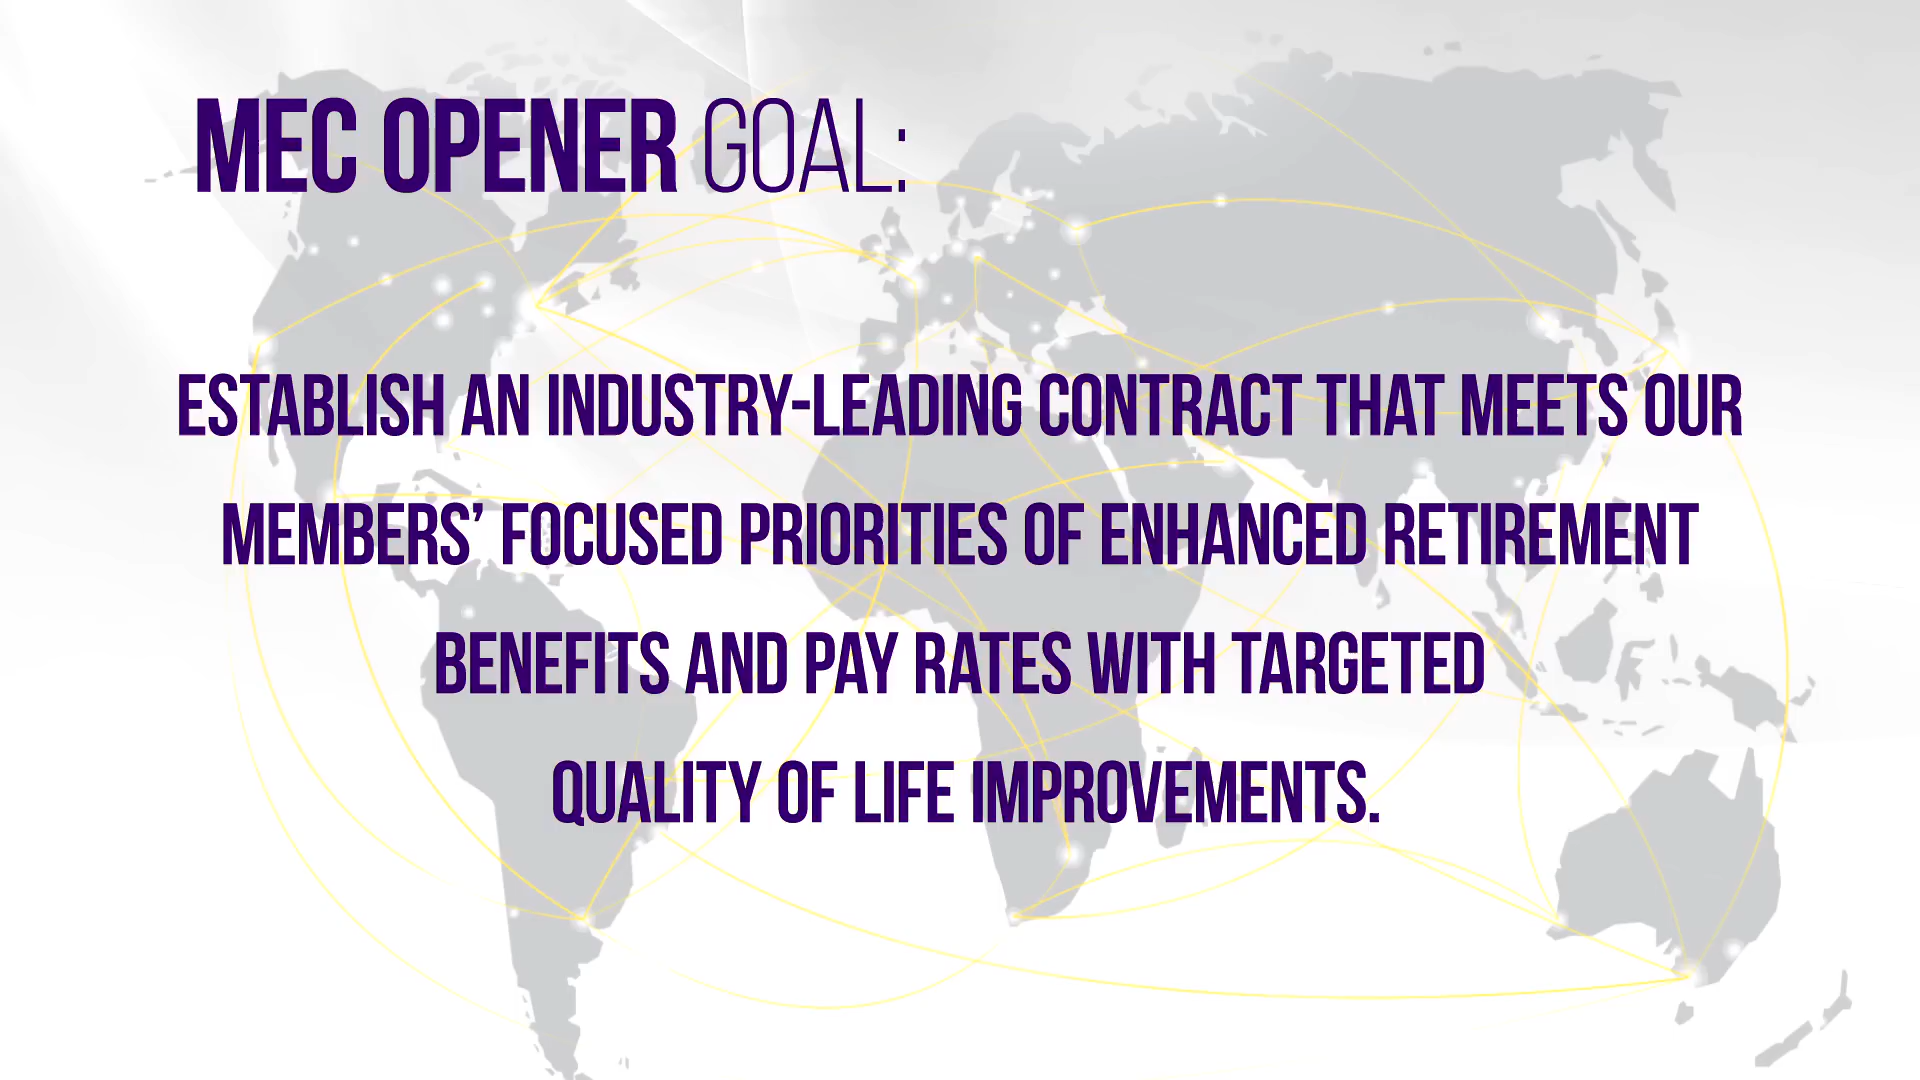 MEC OPENER GOAL:
ESTABLISH AN INDUSTRY-LEADING CONTRACT THAT MEETS OUR
MEMBERS’ FOCUSED PRIORITIES OF ENHANCED RETIREMENT
BENEFITS AND PAY RATES WITH TARGETED
QUALITY OF LIFE IMPROVEMENTS.